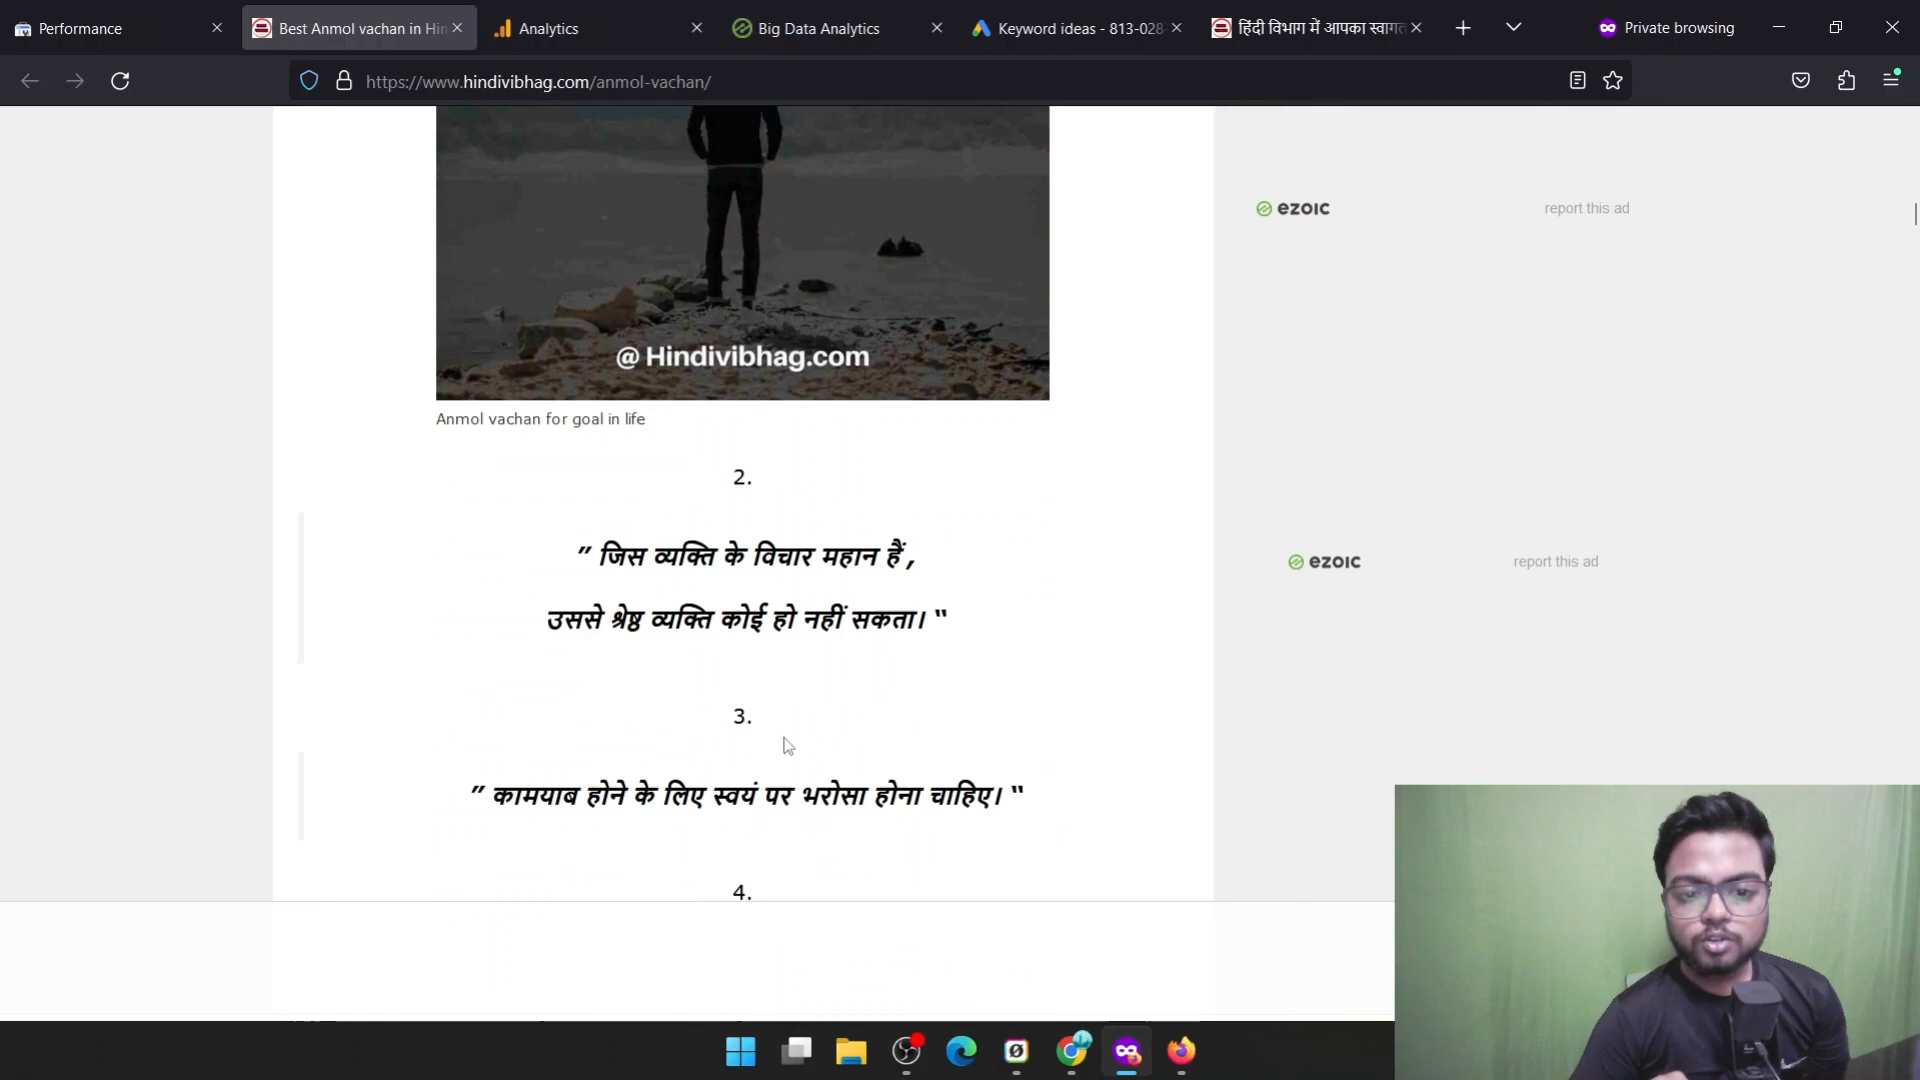 Performance
Best Anmol vachan in Hin
Analytics
Big Data Analytics
Keyword ideas - 813-028-
हिंदी विभाग में आपका स्वागत
Private browsing
https://www.hindivibhag.com/anmol-vachan/
@ Hindivibhag.com
Anmol vachan for goal in life
ezoic
report this ad
2.
” जिस व्यक्ति के विचार महान हैं ,
उससे श्रेष्ठ व्यक्ति कोई हो नहीं सकता। “
ezoic
report this ad
3.
” कामयाब होने के लिए स्वयं पर भरोसा होना चाहिए। “
4.